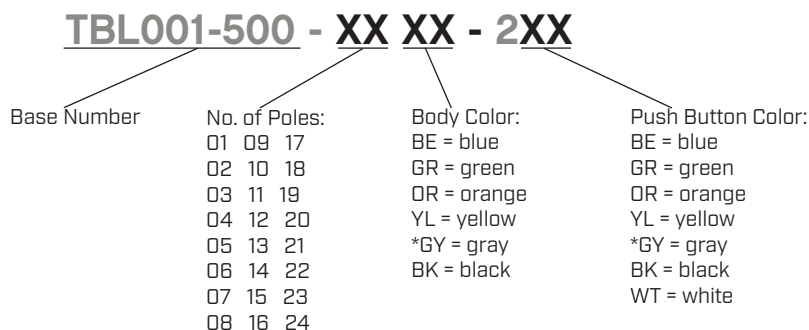 TBL001-500 - XX XX - 2XX
Base Number
No. of Poles:
01 09 17
02 10 18
03 11 19
04 12 20
05 13 21
06 14 22
07 15 23
08 16 24
Body Color:
BE = blue
GR = green
OR = orange
YL = yellow
*GY = gray
BK = black
Push Button Color:
BE = blue
GR = green
OR = orange
YL = yellow
*GY = gray
BK = black
WT = white